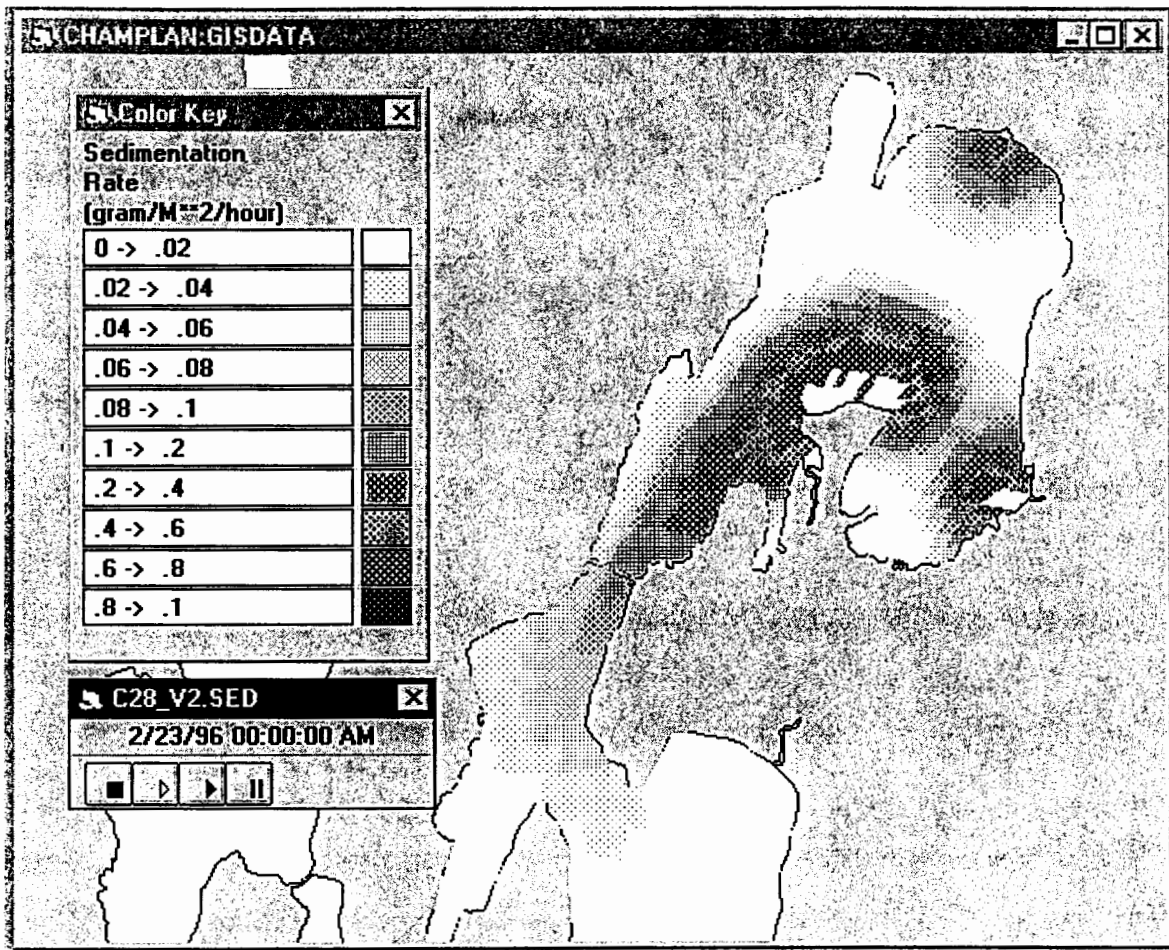 CHAMPLAN:GISDATA
Color Key
Sedimentation
Rate
(gram/M**2/hour)
0 -> .02
.02 -> .04
.04 -> .06
.06 -> .08
.08 -> .1
.1 -> .2
.2 -> .4
.4 -> .6
.6 -> .8
.8 -> .1
C28_V2.SED
2/23/96 00:00:00 AM